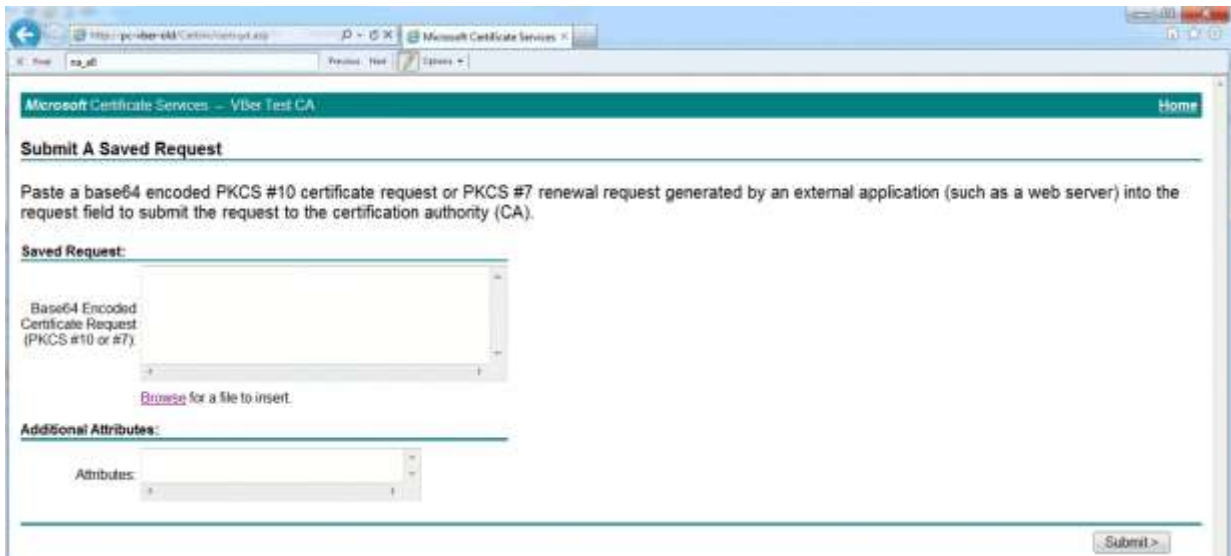 Microsoft Certificate Services ×
Previous Next Options
Microsoft Certificate Services -- VBer Test CA Home
Submit A Saved Request
Paste a base64 encoded PKCS #10 certificate request or PKCS #7 renewal request generated by an external application (such as a web server) into the
request field to submit the request to the certification authority (CA).
Saved Request:
Base64 Encoded
Certificate Request
(PKCS #10 or #7):
Browse for a file to insert.
Additional Attributes:
Attributes:
Submit >